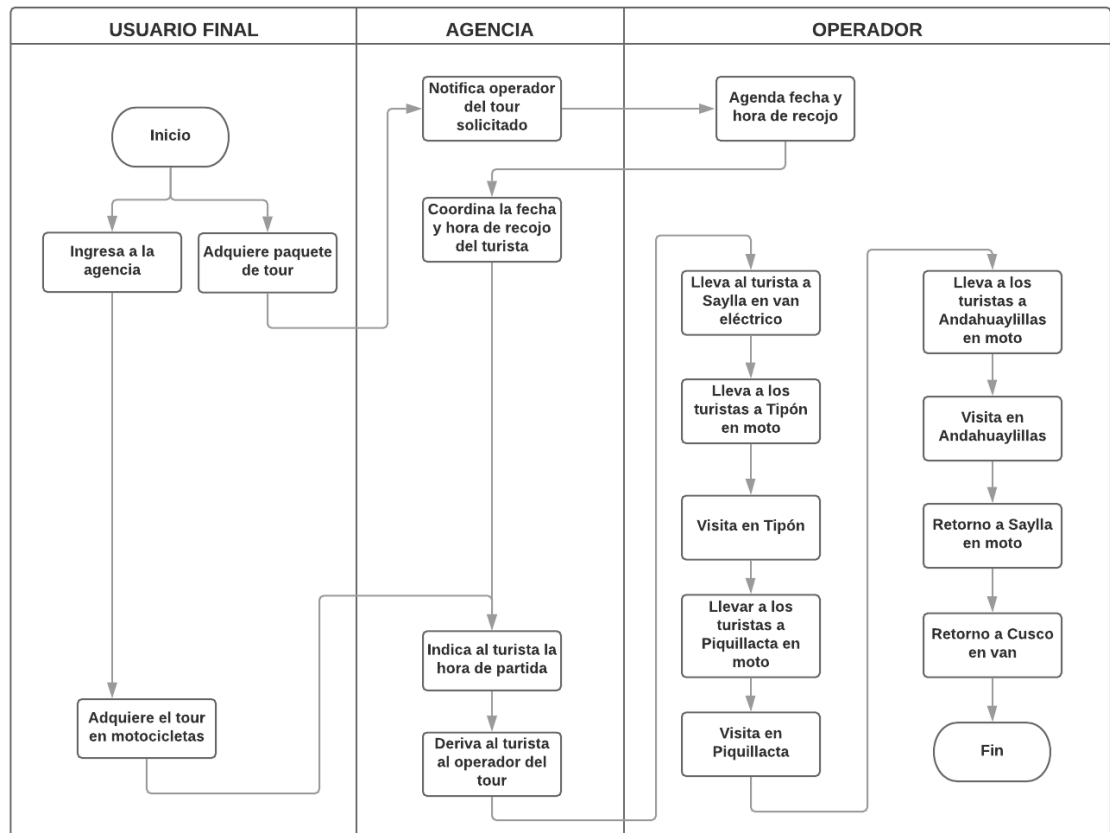 USUARIO FINAL
AGENCIA
OPERADOR
Inicio
Ingresa a la
agencia
Adquiere paquete
de tour
Adquiere el tour
en motocicletas
Notifica operador
del tour
solicitado
Coordina la fecha
y hora de recojo
del turista
Indica al turista la
hora de partida
Deriva al turista
al operador del
tour
Agenda fecha y
hora de recojo
Lleva al turista a
Saylla en van
eléctrico
Lleva a los
turistas a Tipón
en moto
Visita en Tipón
Llevar a los
turistas a
Piquillacta en
moto
Visita en
Piquillacta
Lleva a los
turistas a
Andahuaylillas
en moto
Visita en
Andahuaylillas
Retorno a Saylla
en moto
Retorno a Cusco
en van
Fin